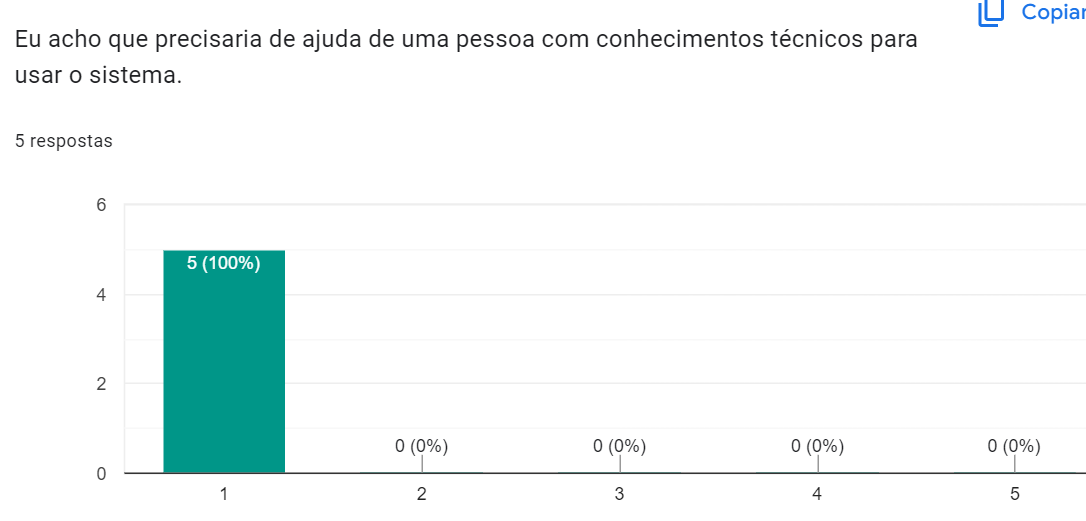 Copiar
Eu acho que precisaria de ajuda de uma pessoa com conhecimentos técnicos para
usar o sistema.
5 respostas
6
5 (100%)
4
2
0 (0%) 0 (0%) 0 (0%) 0 (0%)
0
1 2 3 4 5